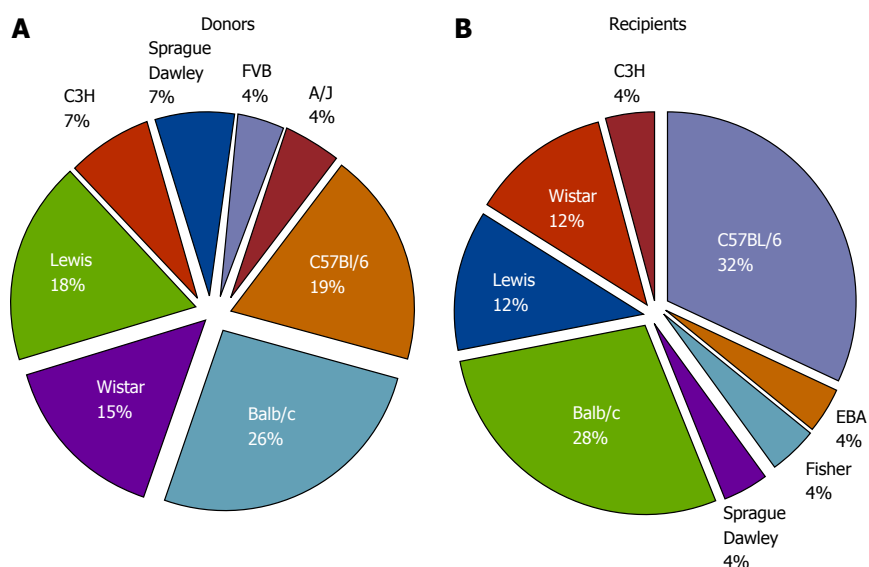 A
Donors
Sprague
Dawley
7%
FVB
4%
A/J
4%
C3H
7%
Lewis
18%
C57Bl/6
19%
Wistar
15%
Balb/c
26%
B
Recipients
C3H
4%
Wistar
12%
C57BL/6
32%
Lewis
12%
Balb/c
28%
EBA
4%
Fisher
4%
Sprague
Dawley
4%